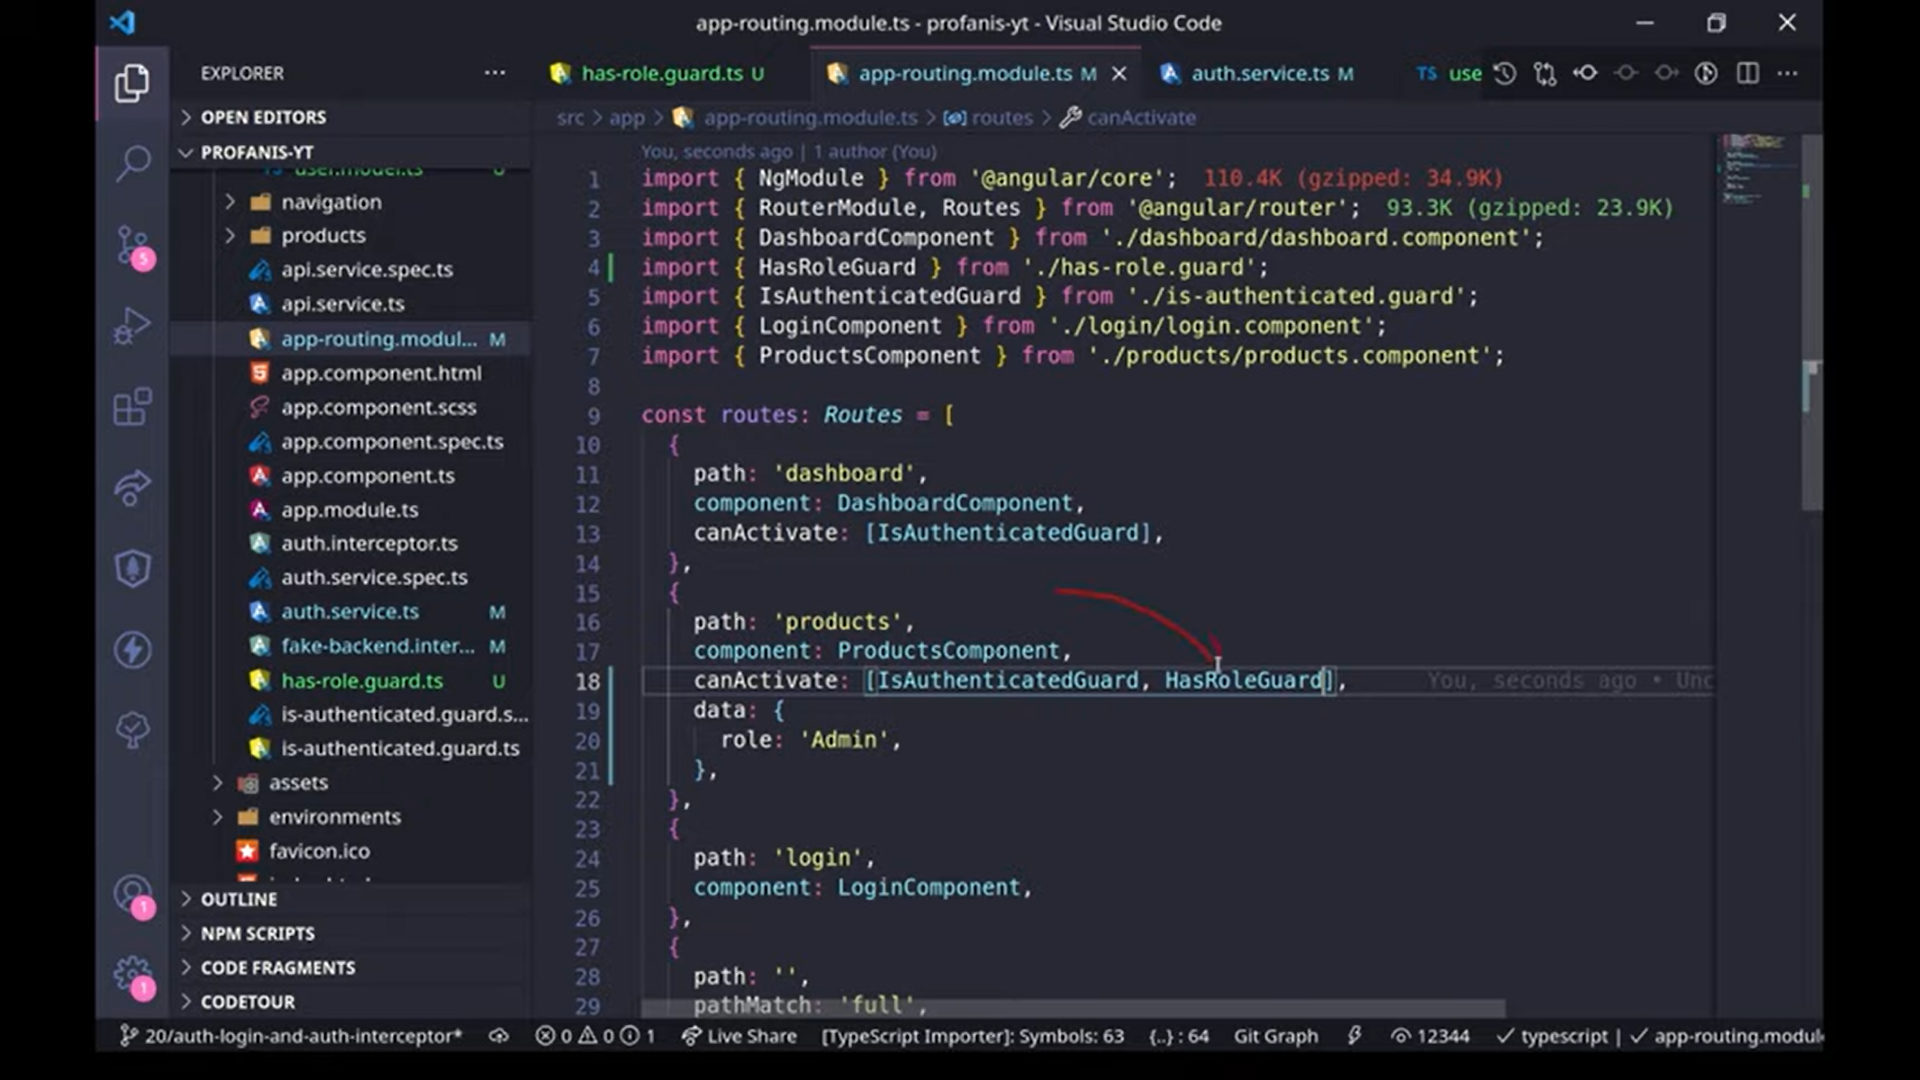 app-routing.module.ts - profanis-yt - Visual Studio Code
EXPLORER
has-role.guard.ts U
app-routing.module.ts M
auth.service.ts M
TS use
OPEN EDITORS
PROFANIS-YT
src > app > app-routing.module.ts > routes > canActivate
user.model.ts U
navigation
products
api.service.spec.ts
api.service.ts
app-routing.modul... M
app.component.html
app.component.scss
app.component.spec.ts
app.component.ts
app.module.ts
auth.interceptor.ts
auth.service.spec.ts
auth.service.ts M
fake-backend.inter... M
has-role.guard.ts U
is-authenticated.guard.s...
is-authenticated.guard.ts
assets
environments
favicon.ico
OUTLINE
NPM SCRIPTS
CODE FRAGMENTS
CODETOUR
5
1
1
You, seconds ago | 1 author (You)
1 import { NgModule } from '@angular/core'; 110.4K (gzipped: 34.9K)
2 import { RouterModule, Routes } from '@angular/router'; 93.3K (gzipped: 23.9K)
3 import { DashboardComponent } from './dashboard/dashboard.component';
4 import { HasRoleGuard } from './has-role.guard';
5 import { IsAuthenticatedGuard } from './is-authenticated.guard';
6 import { LoginComponent } from './login/login.component';
7 import { ProductsComponent } from './products/products.component';
8
9 const routes: Routes = [
10 {
11 path: 'dashboard',
12 component: DashboardComponent,
13 canActivate: [IsAuthenticatedGuard],
14 },
15 {
16 path: 'products',
17 component: ProductsComponent,
18 canActivate: [IsAuthenticatedGuard, HasRoleGuard], You, seconds ago • Unc
19 data: {
20 role: 'Admin',
21 },
22 },
23 {
24 path: 'login',
25 component: LoginComponent,
26 },
27 {
28 path: '',
29 pathMatch: 'full',
20/auth-login-and-auth-interceptor* 0 0 1 Live Share [TypeScript Importer]: Symbols: 63 {..} : 64 Git Graph 12344 typescript | app-routing.modul